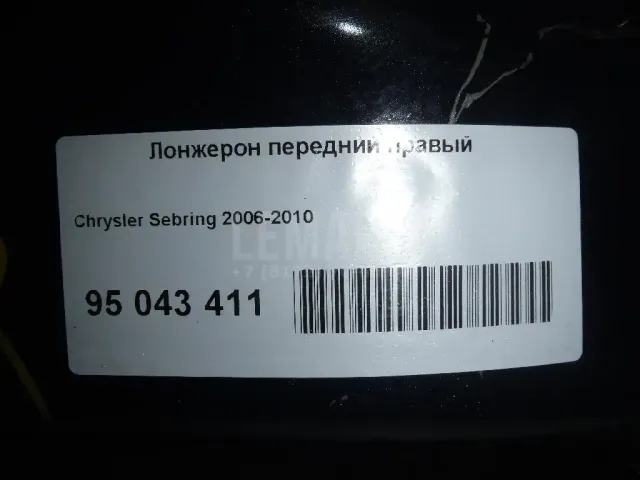 Лонжерон передний правый
Chrysler Sebring 2006-2010
95 043 411